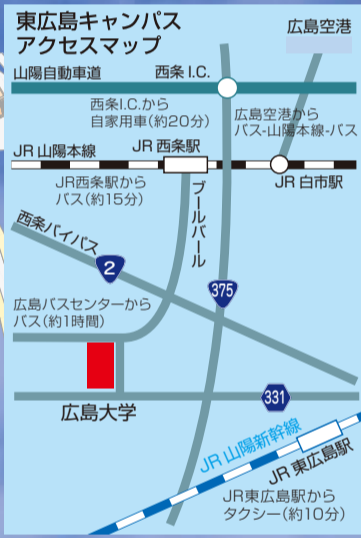 東広島キャンパス
アクセスマップ
広島空港
山陽自動車道
西条 I.C.
西条I.C.から
自家用車(約20分)
広島空港から
バス-山陽本線-バス
JR 山陽本線
JR 西条駅
JR 白市駅
JR西条駅から
バス(約15分)
ブールバール
西条バイパス
2
375
広島バスセンターから
バス(約1時間)
331
広島大学
JR 山陽新幹線
JR 東広島駅
JR東広島駅から
タクシー(約10分)